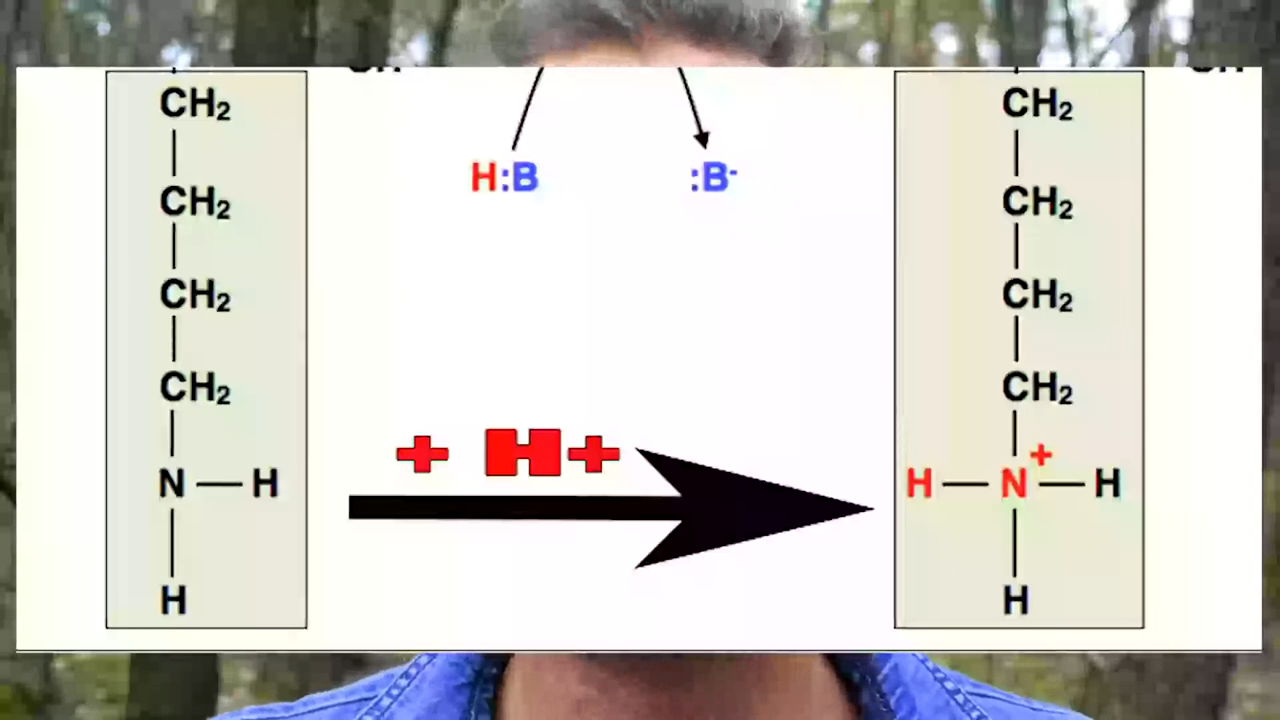 CH₂ CH₂
H:B :B⁻
CH₂ CH₂
CH₂ CH₂
CH₂ CH₂
+ H+
+
N — H H — N — H
H H